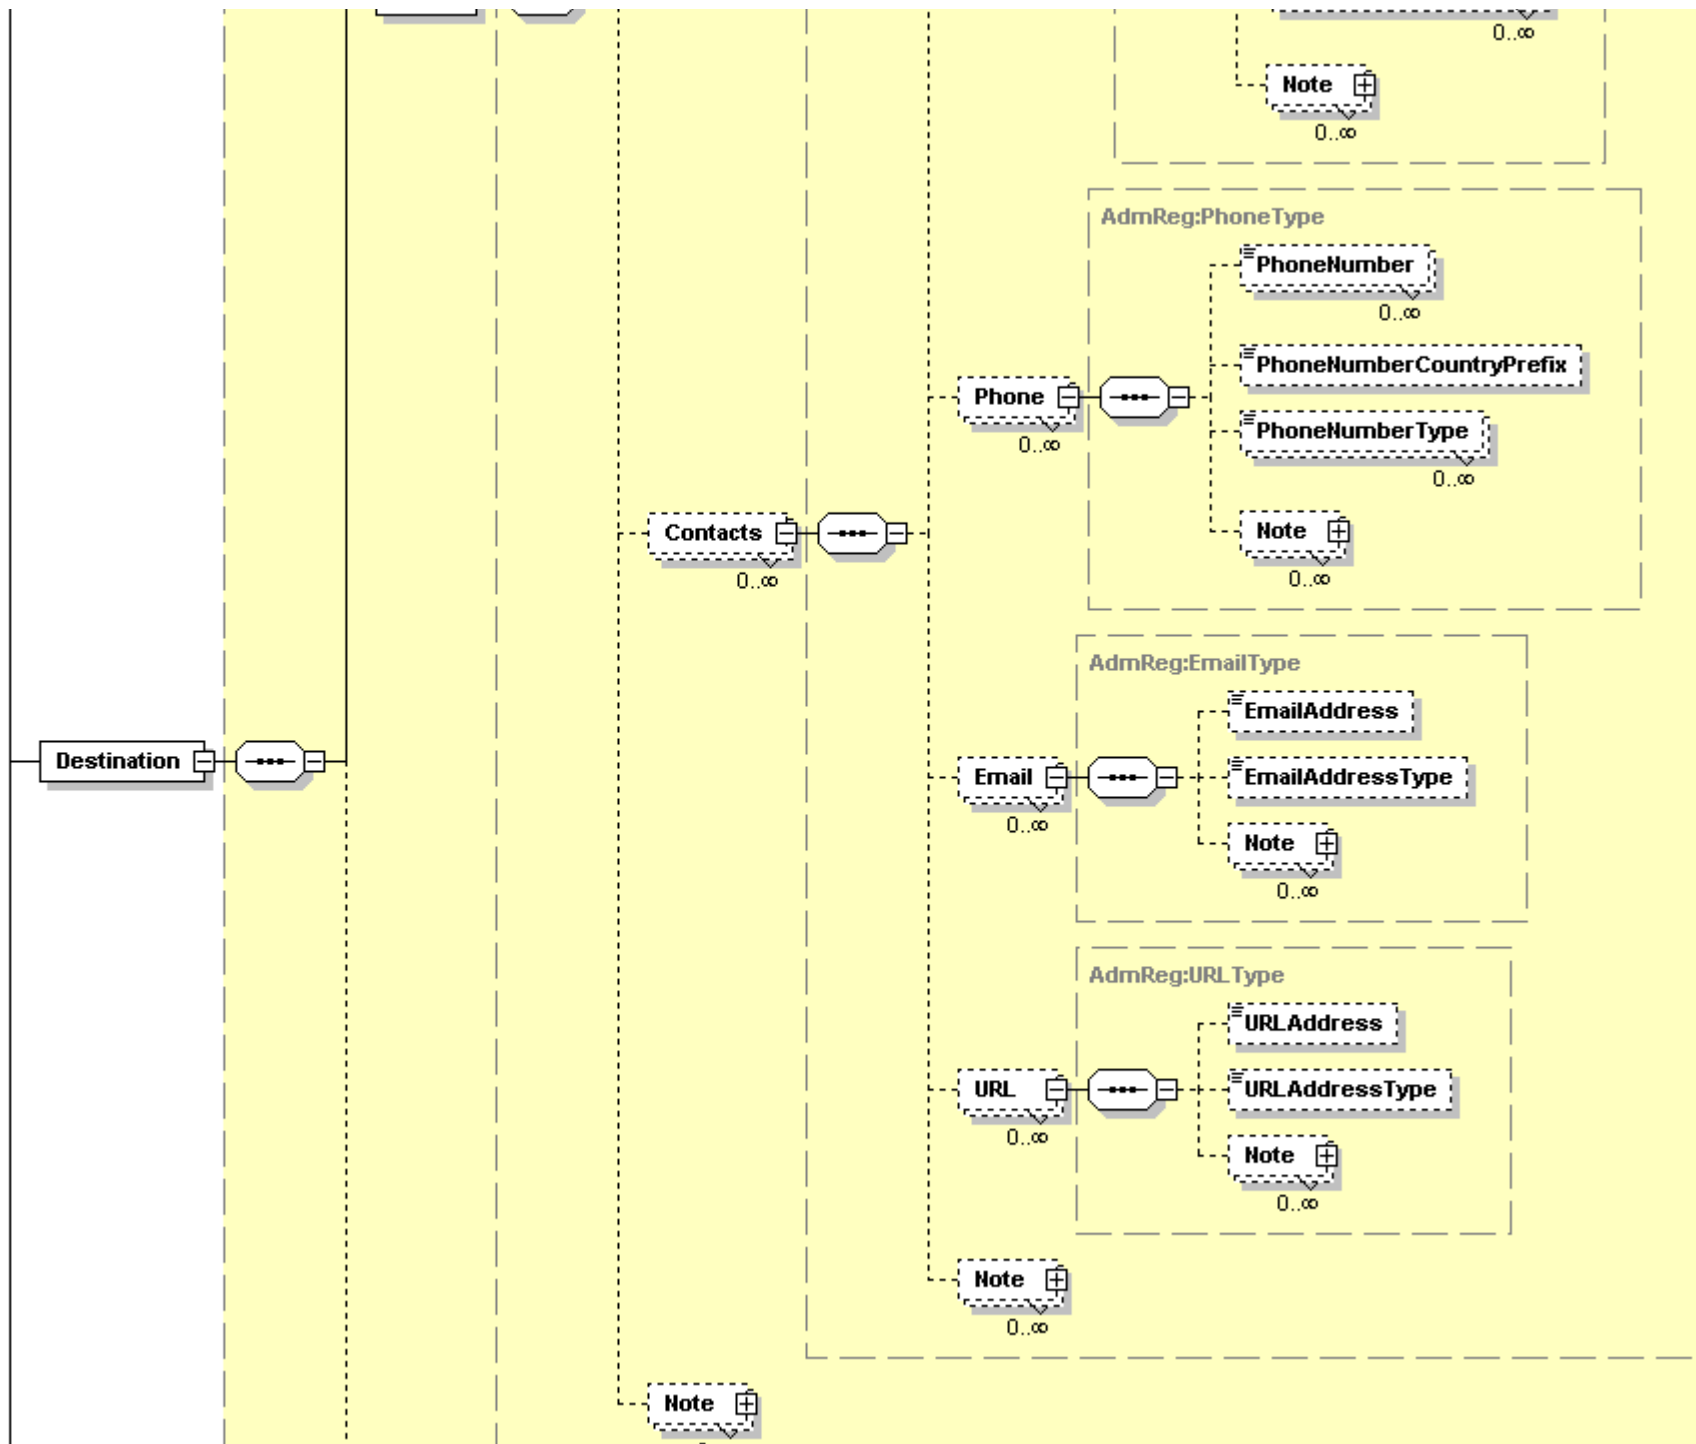 0..∞
Note
0..∞
AdmReg:PhoneType
PhoneNumber
0..∞
PhoneNumberCountryPrefix
Phone
0..∞
PhoneNumberType
0..∞
Note
0..∞
Contacts
0..∞
AdmReg:EmailType
EmailAddress
Destination
Email
0..∞
EmailAddressType
Note
0..∞
AdmReg:URLType
URLAddress
URL
0..∞
URLAddressType
Note
0..∞
Note
0..∞
Note